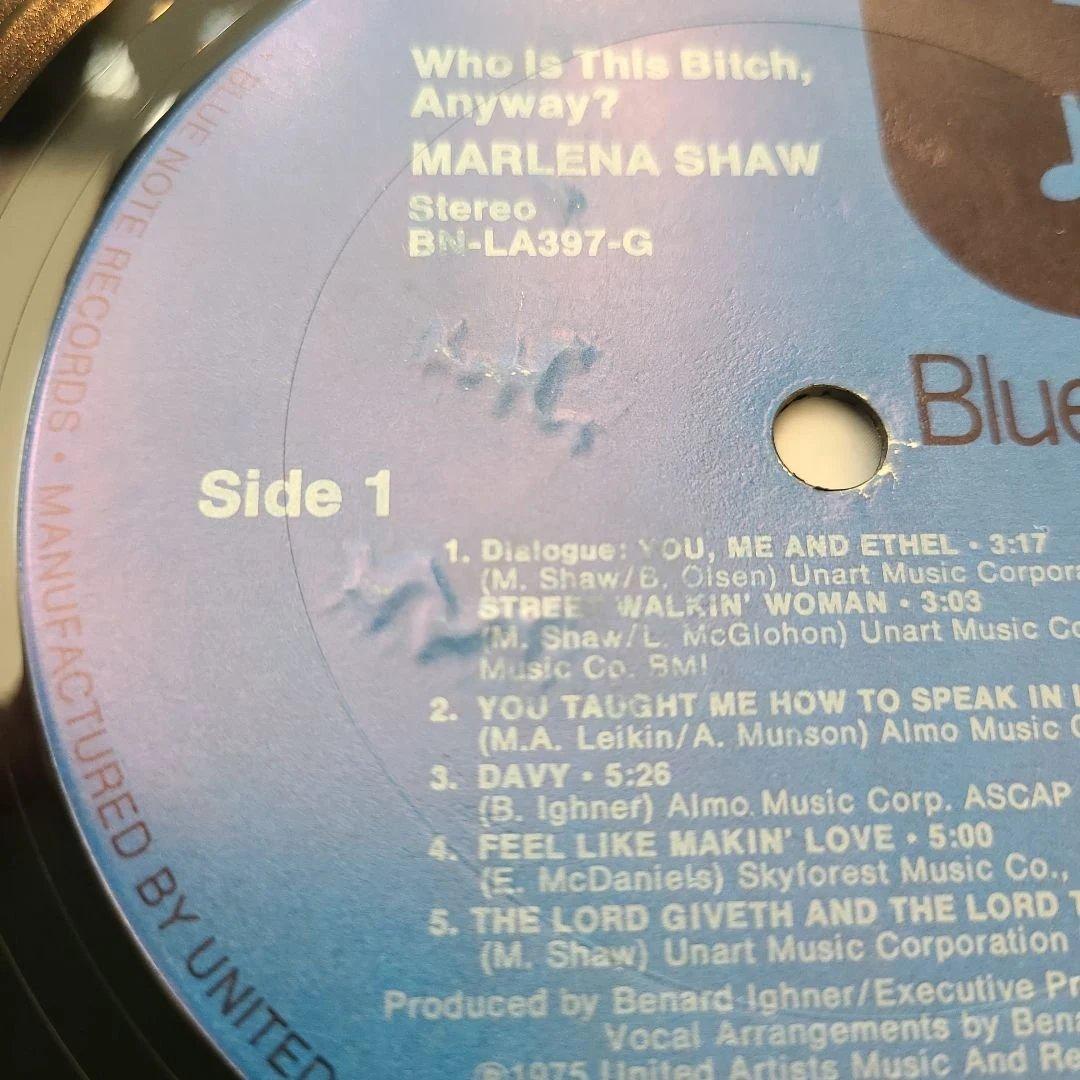 Who Is This Bitch,
Anyway?
MARLENA SHAW
Stereo
BN-LA397-G
Blue
Side 1
1. Dialogue: YOU, ME AND ETHEL • 3:17
(M. Shaw/B. Olsen) Unart Music Corpora
STREET WALKIN' WOMAN • 3:03
(M. Shaw/L. McGlohon) Unart Music Co
Music Co. BMI
2. YOU TAUGHT ME HOW TO SPEAK IN
(M.A. Leikin/A. Munson) Almo Music
3. DAVY • 5:26
(B. Ighner) Almo Music Corp. ASCAP
4. FEEL LIKE MAKIN' LOVE • 5:00
(E. McDaniels) Skyforest Music Co.,
5. THE LORD GIVETH AND THE LORD T
(M. Shaw) Unart Music Corporation
Produced by Benard Ighner/Executive Pr
Vocal Arrangements by Bena
℗1975 United Artists Music And Re
BLUE NOTE RECORDS • MANUFACTURED BY UNITED